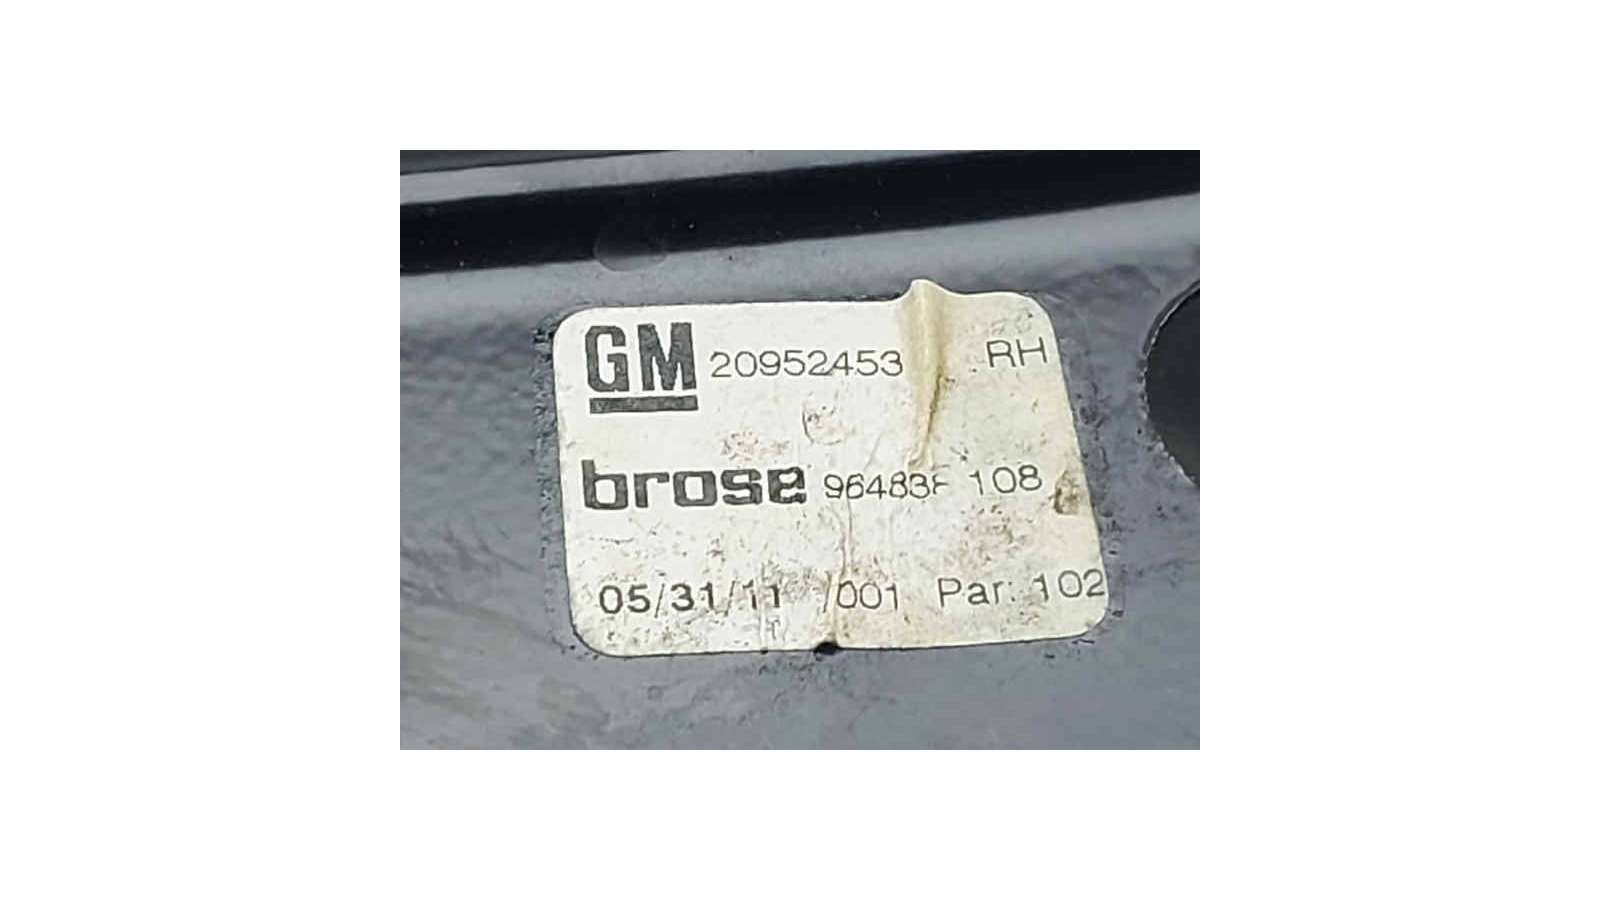 GM 20952453 RH
brose 108
05/31/11 /001 Par: 102